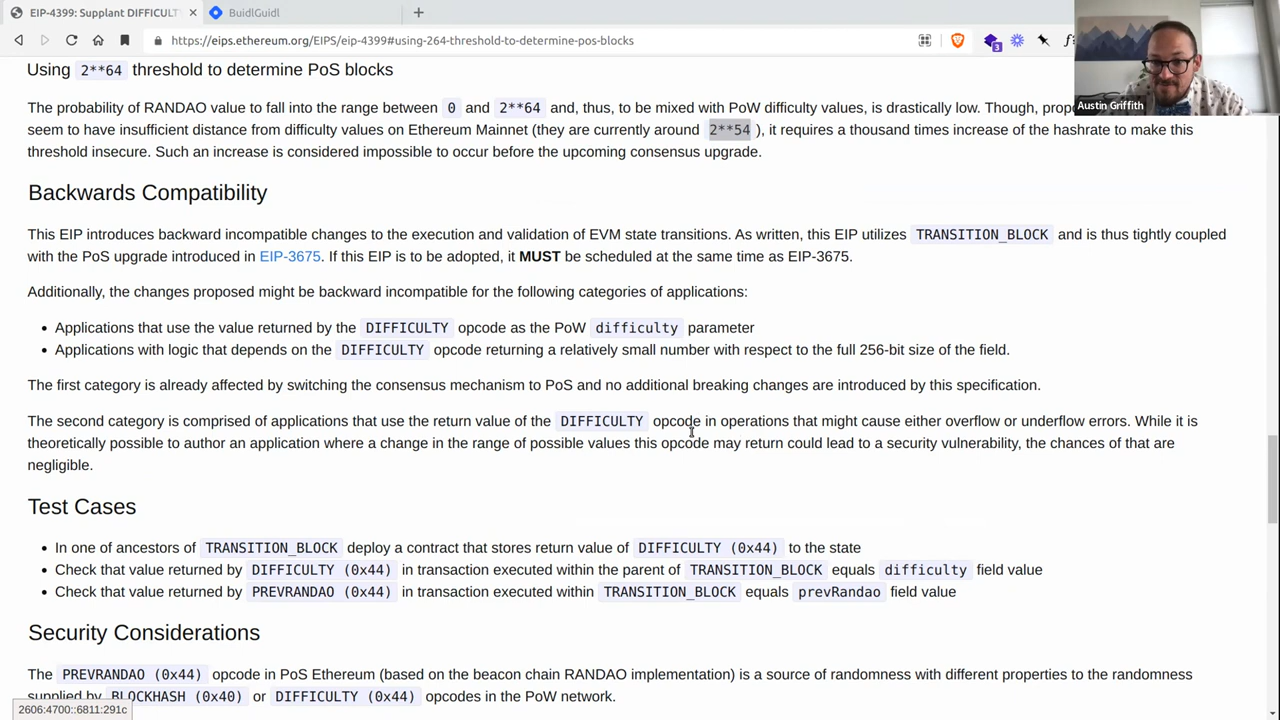 EIP-4399: Supplant DIFFICULT
BuidlGuidl
https://eips.ethereum.org/EIPS/eip-4399#using-264-threshold-to-determine-pos-blocks
3
Austin Griffith
Using 2**64 threshold to determine PoS blocks
The probability of RANDAO value to fall into the range between 0 and 2**64 and, thus, to be mixed with PoW difficulty values, is drastically low. Though,
seem to have insufficient distance from difficulty values on Ethereum Mainnet (they are currently around 2**54 ), it requires a thousand times increase of the hashrate to make this
threshold insecure. Such an increase is considered impossible to occur before the upcoming consensus upgrade.
Backwards Compatibility
This EIP introduces backward incompatible changes to the execution and validation of EVM state transitions. As written, this EIP utilizes TRANSITION_BLOCK and is thus tightly coupled
with the PoS upgrade introduced in EIP-3675. If this EIP is to be adopted, it MUST be scheduled at the same time as EIP-3675.
Additionally, the changes proposed might be backward incompatible for the following categories of applications:
• Applications that use the value returned by the DIFFICULTY opcode as the PoW difficulty parameter
• Applications with logic that depends on the DIFFICULTY opcode returning a relatively small number with respect to the full 256-bit size of the field.
The first category is already affected by switching the consensus mechanism to PoS and no additional breaking changes are introduced by this specification.
The second category is comprised of applications that use the return value of the DIFFICULTY opcode in operations that might cause either overflow or underflow errors. While it is
theoretically possible to author an application where a change in the range of possible values this opcode may return could lead to a security vulnerability, the chances of that are
negligible.
Test Cases
• In one of ancestors of TRANSITION_BLOCK deploy a contract that stores return value of DIFFICULTY (0x44) to the state
• Check that value returned by DIFFICULTY (0x44) in transaction executed within the parent of TRANSITION_BLOCK equals difficulty field value
• Check that value returned by PREVRANDAO (0x44) in transaction executed within TRANSITION_BLOCK equals prevRandao field value
Security Considerations
The PREVRANDAO (0x44) opcode in PoS Ethereum (based on the beacon chain RANDAO implementation) is a source of randomness with different properties to the randomness
supplied by BLOCKHASH (0x40) or DIFFICULTY (0x44) opcodes in the PoW network.
2606:4700::6811:291c